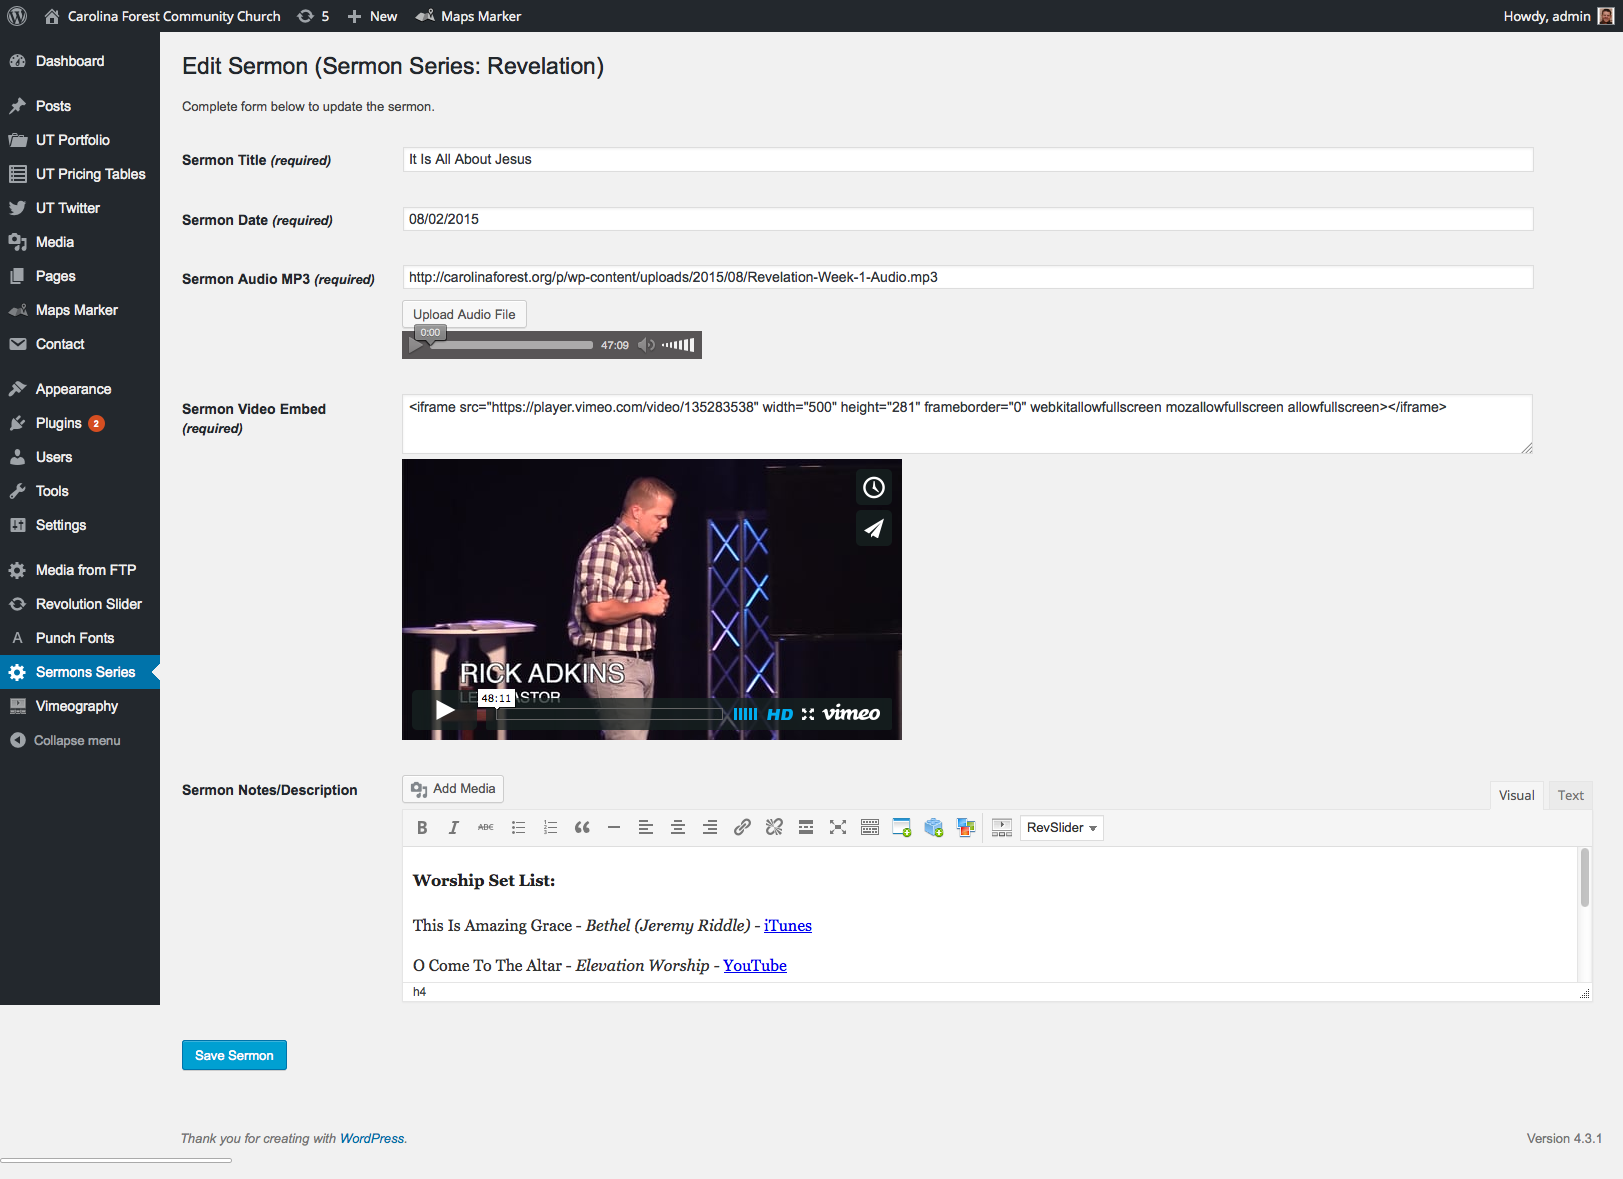 Carolina Forest Community Church 5 New Maps Marker Howdy, admin
Dashboard
Posts
UT Portfolio
UT Pricing Tables
UT Twitter
Media
Pages
Maps Marker
Contact
Appearance
Plugins 2
Users
Tools
Settings
Media from FTP
Revolution Slider
A Punch Fonts
Sermons Series
Vimeography
Collapse menu
Edit Sermon (Sermon Series: Revelation)
Complete form below to update the sermon.
Sermon Title (required) It Is All About Jesus
Sermon Date (required) 08/02/2015
Sermon Audio MP3 (required) http://carolinaforest.org/p/wp-content/uploads/2015/08/Revelation-Week-1-Audio.mp3
Upload Audio File
0:00
47:09
Sermon Video Embed
(required)
<iframe src="https://player.vimeo.com/video/135283538" width="500" height="281" frameborder="0" webkitallowfullscreen mozallowfullscreen allowfullscreen></iframe>
RICK ADKINS
48:11
HD vimeo
Sermon Notes/Description Add Media Visual Text
B I ABC RevSlider
Worship Set List:
This Is Amazing Grace - Bethel (Jeremy Riddle) - iTunes
O Come To The Altar - Elevation Worship - YouTube
h4
Save Sermon
Thank you for creating with WordPress. Version 4.3.1